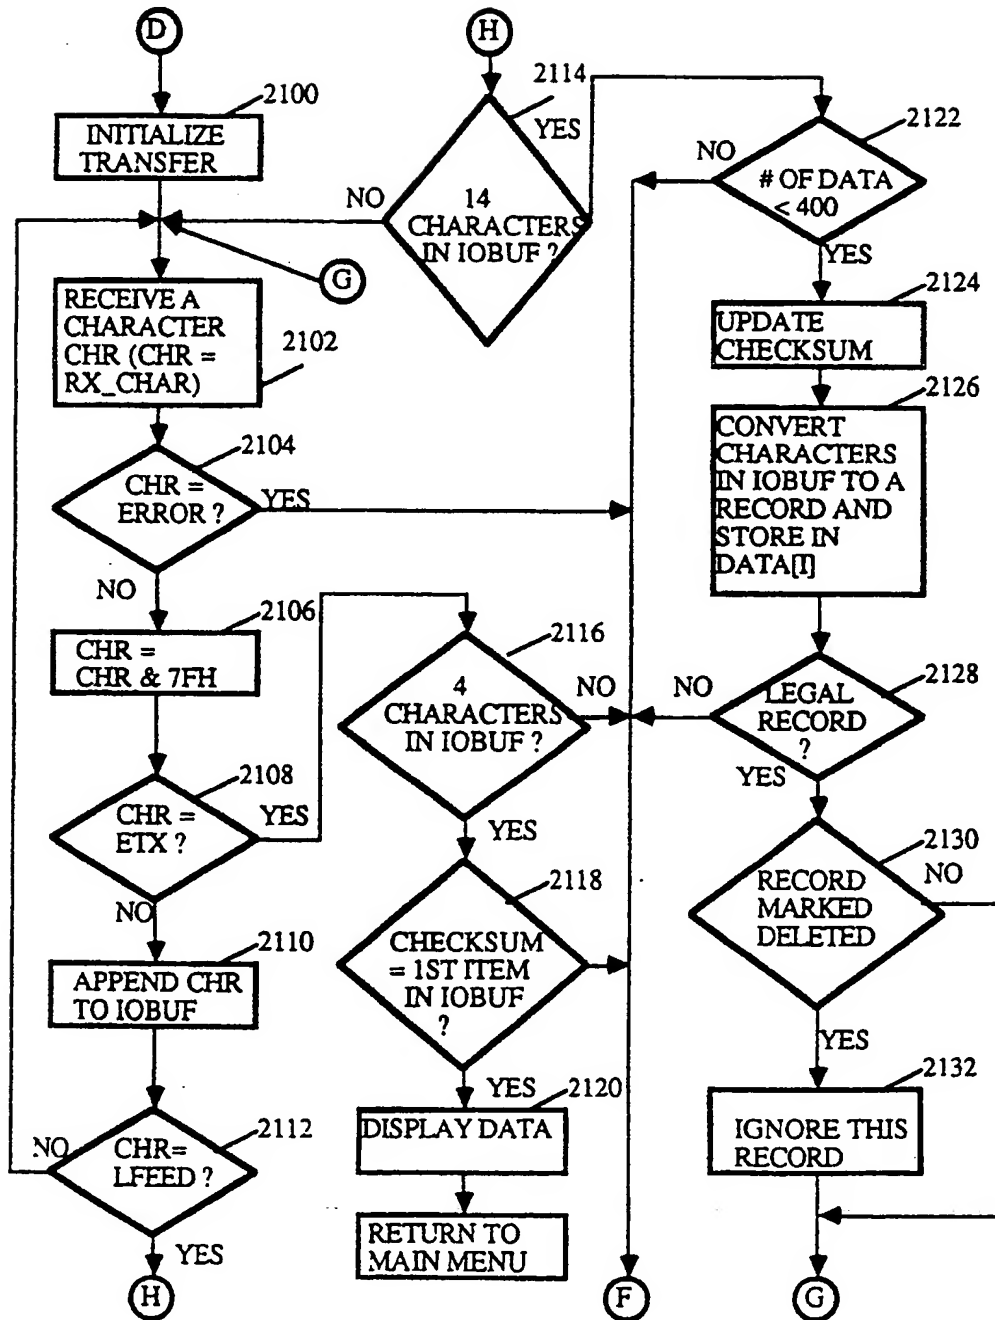 D
2100
INITIALIZE
TRANSFER
G
RECEIVE A
CHARACTER
CHR (CHR =
RX_CHAR)
2102
2104
CHR =
ERROR ?
YES
NO
2106
CHR =
CHR & 7FH
2108
CHR =
ETX ?
YES
NO
2110
APPEND CHR
TO IOBUF
2112
CHR=
LFEED ?
NO
YES
H
H
2114
YES
NO
14
CHARACTERS
IN IOBUF ?
2116
4
CHARACTERS
IN IOBUF ?
NO
YES
2118
CHECKSUM
= 1ST ITEM
IN IOBUF
?
YES
2120
DISPLAY DATA
RETURN TO
MAIN MENU
F
2122
NO
# OF DATA
< 400
YES
2124
UPDATE
CHECKSUM
2126
CONVERT
CHARACTERS
IN IOBUF TO A
RECORD AND
STORE IN
DATA[I]
2128
NO
LEGAL
RECORD
?
YES
2130
NO
RECORD
MARKED
DELETED
YES
2132
IGNORE THIS
RECORD
G